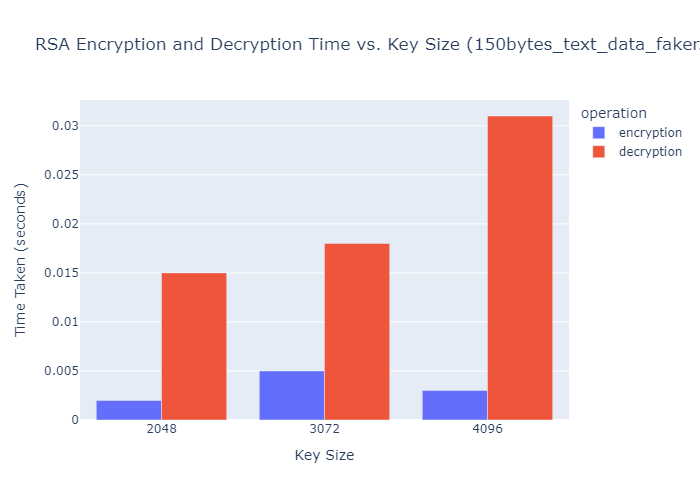 RSA Encryption and Decryption Time vs. Key Size (150bytes_text_data_faker.
operation
encryption
decryption
Time Taken (seconds)
0.03
0.025
0.02
0.015
0.01
0.005
0
2048 3072 4096
Key Size